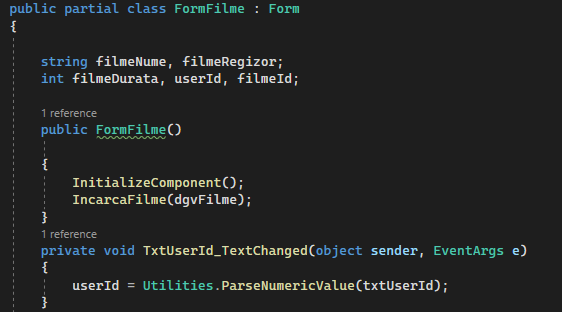 public partial class FormFilme : Form
{
string filmeNume, filmeRegizor;
int filmeDurata, userId, filmeId;
1 reference
public FormFilme()
{
InitializeComponent();
IncarcaFilme(dgvFilme);
}
1 reference
private void TxtUserId_TextChanged(object sender, EventArgs e)
{
userId = Utilities.ParseNumericValue(txtUserId);
}